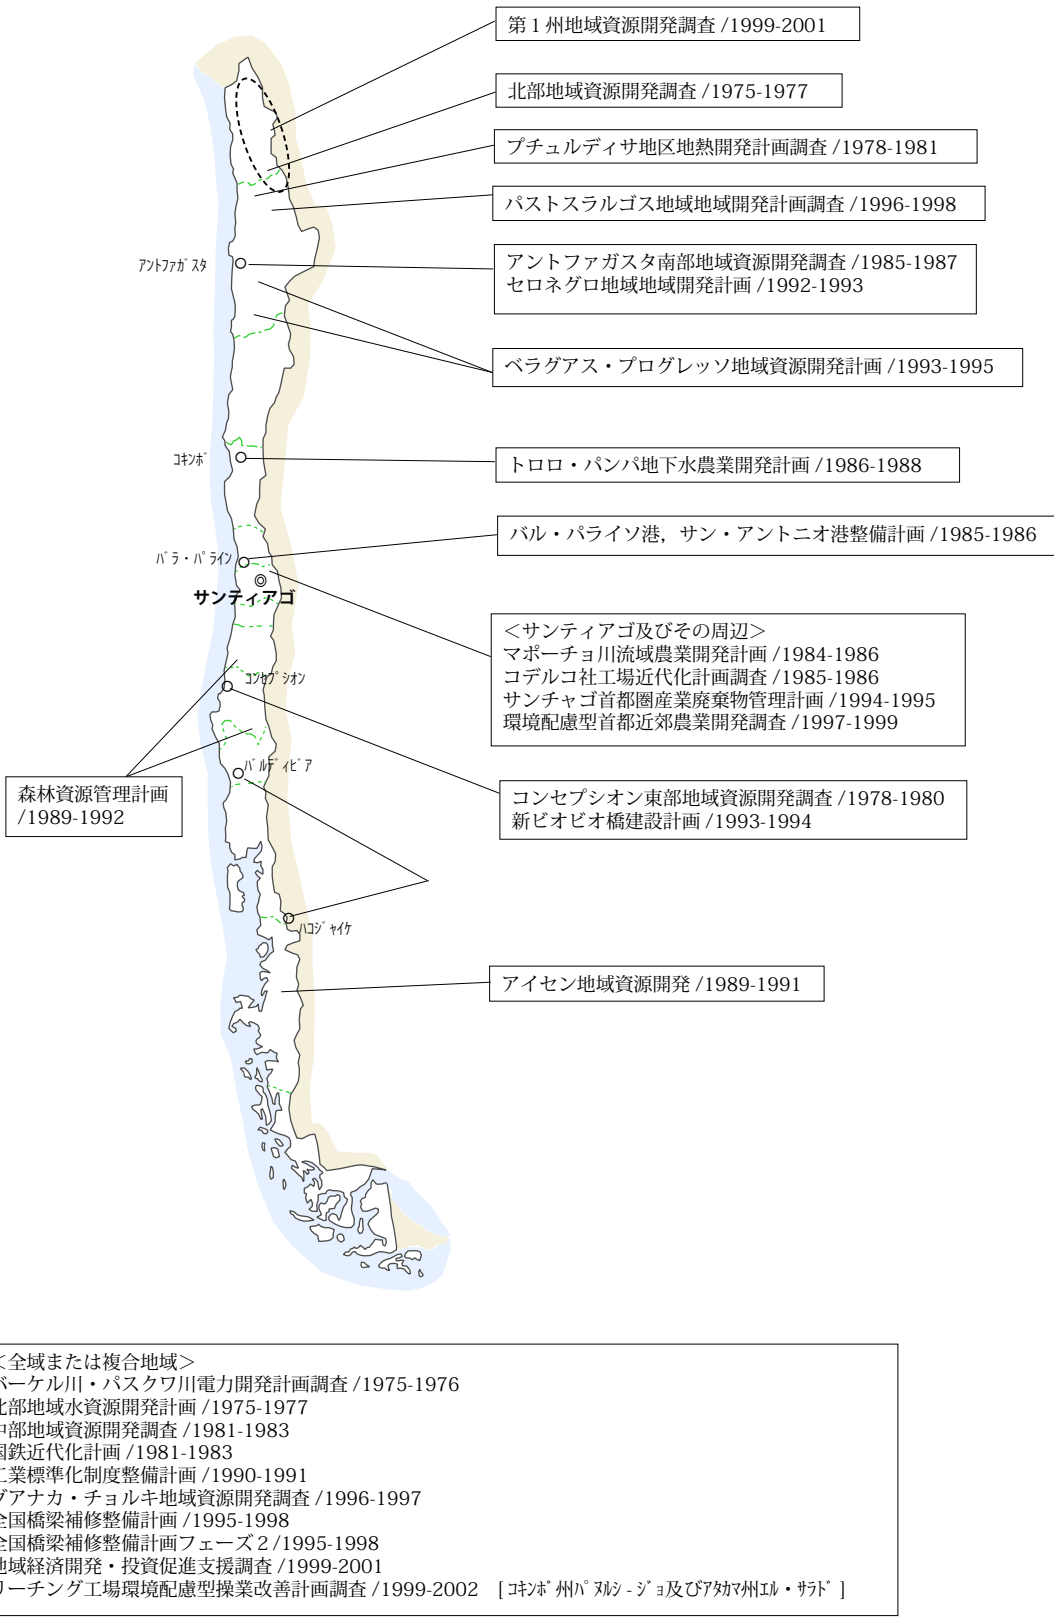 第１州地域資源開発調査 /1999-2001
北部地域資源開発調査 /1975-1977
プチュルディサ地区地熱開発計画調査 /1978-1981
パストスラルゴス地域地域開発計画調査 /1996-1998
ｱﾝﾄﾌｧｶﾞｽﾀ
アントファガスタ南部地域資源開発調査 /1985-1987
セロネグロ地域地域開発計画 /1992-1993
ベラグアス・プログレッソ地域資源開発計画 /1993-1995
ｺｷﾝﾎﾞ
トロロ・パンパ地下水農業開発計画 /1986-1988
バル・パライソ港，サン・アントニオ港整備計画 /1985-1986
ﾊﾞﾗ・ﾊﾟﾗｲﾝ
サンティアゴ
＜サンティアゴ及びその周辺＞
マポーチョ川流域農業開発計画 /1984-1986
コデルコ社工場近代化計画調査 /1985-1986
サンチャゴ首都圏産業廃棄物管理計画 /1994-1995
環境配慮型首都近郊農業開発調査 /1997-1999
ｺﾝｾﾌﾟｼｵﾝ
ﾊﾞﾙﾃﾞｨﾋﾞｱ
森林資源管理計画
/1989-1992
コンセプシオン東部地域資源開発調査 /1978-1980
新ビオビオ橋建設計画 /1993-1994
ﾊｺｼﾞｬｲｹ
アイセン地域資源開発 /1989-1991
＜全域または複合地域＞
バーケル川・パスクワ川電力開発計画調査 /1975-1976
北部地域水資源開発計画 /1975-1977
中部地域資源開発調査 /1981-1983
国鉄近代化計画 /1981-1983
工業標準化制度整備計画 /1990-1991
グアナカ・チョルキ地域資源開発調査 /1996-1997
全国橋梁補修整備計画 /1995-1998
全国橋梁補修整備計画フェーズ２/1995-1998
地域経済開発・投資促進支援調査 /1999-2001
リーチング工場環境配慮型操業改善計画調査 /1999-2002 [ｺｷﾝﾎﾞ州ﾊﾟﾇﾙｼ-ｼﾞｮ及びｱﾀｶﾏ州ｴﾙ・ｻﾗﾄﾞ]